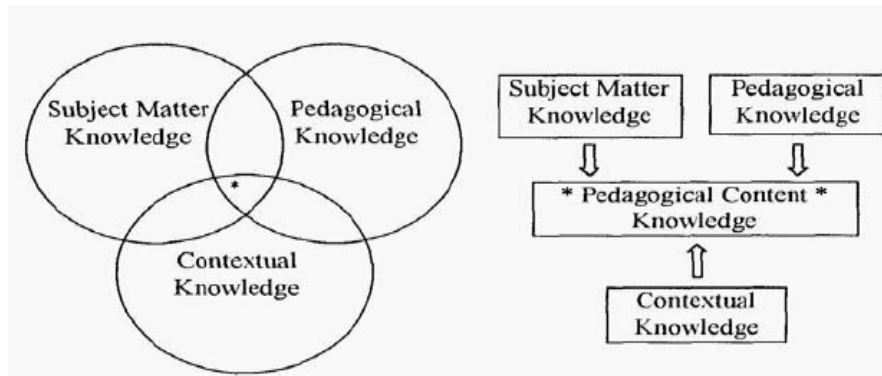 Subject Matter
Knowledge
Pedagogical
Knowledge
*
Contextual
Knowledge
Subject Matter
Knowledge
Pedagogical
Knowledge
* Pedagogical Content *
Knowledge
Contextual
Knowledge